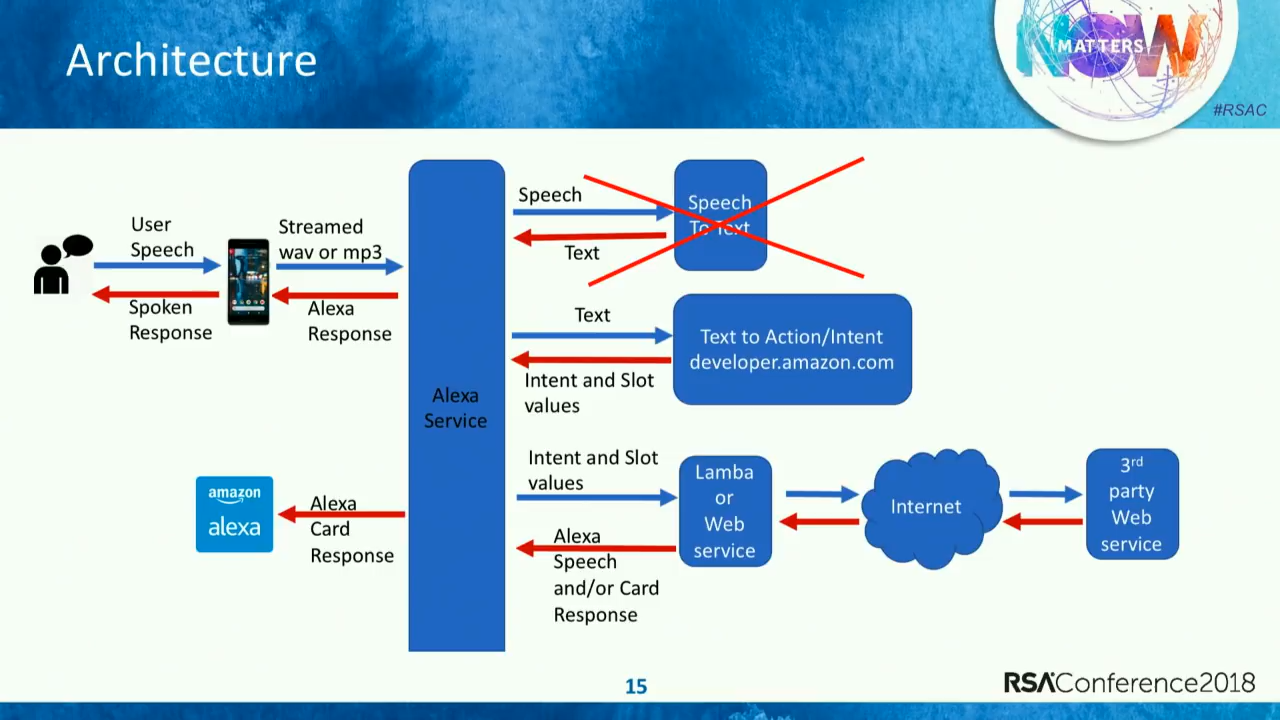 Architecture
NOW
MATTERS
#RSAC
User
Speech
Spoken
Response
Streamed
wav or mp3
Alexa
Response
Alexa
Service
Speech
Text
Speech
To Text
Text
Intent and Slot
values
Text to Action/Intent
developer.amazon.com
Intent and Slot
values
Alexa
Speech
and/or Card
Response
Lamba
or
Web
service
Internet
3rd
party
Web
service
amazon
alexa
Alexa
Card
Response
15
RSAConference2018